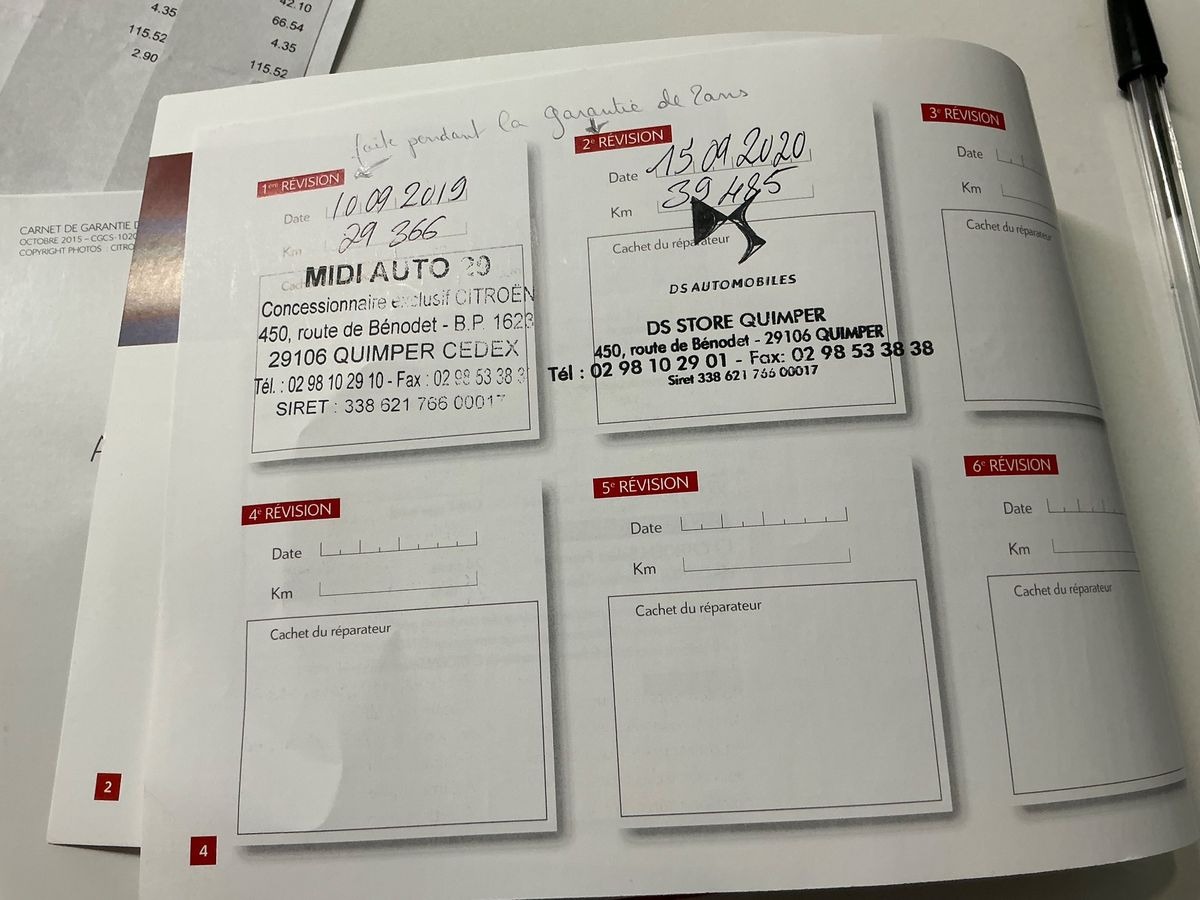 4.35
115.52
2.90
42.10
66.54
4.35
115.52
CARNET DE GARANTIE
OCTOBRE 2015 – CGCS-1020
COPYRIGHT PHOTOS : CITRO
2
faite pendant la garantie de 2 ans
1ère RÉVISION
Date 10 09 2019
Km 29 366
MIDI AUTO 29
Concessionnaire exclusif CITROËN
450, route de Bénodet - B.P. 1623
29106 QUIMPER CEDEX
Tél. : 02 98 10 29 10 - Fax : 02 98 53 38 3
SIRET : 338 621 766 00017
2e RÉVISION
Date 15 09 2020
Km 39 485
Cachet du réparateur
DS AUTOMOBILES
DS STORE QUIMPER
450, route de Bénodet - 29106 QUIMPER
Tél : 02 98 10 29 01 - Fax: 02 98 53 38 38
Siret 338 621 766 00017
3e RÉVISION
Date
Km
Cachet du réparateur
4e RÉVISION
Date
Km
Cachet du réparateur
5e RÉVISION
Date
Km
Cachet du réparateur
6e RÉVISION
Date
Km
Cachet du réparateur
4